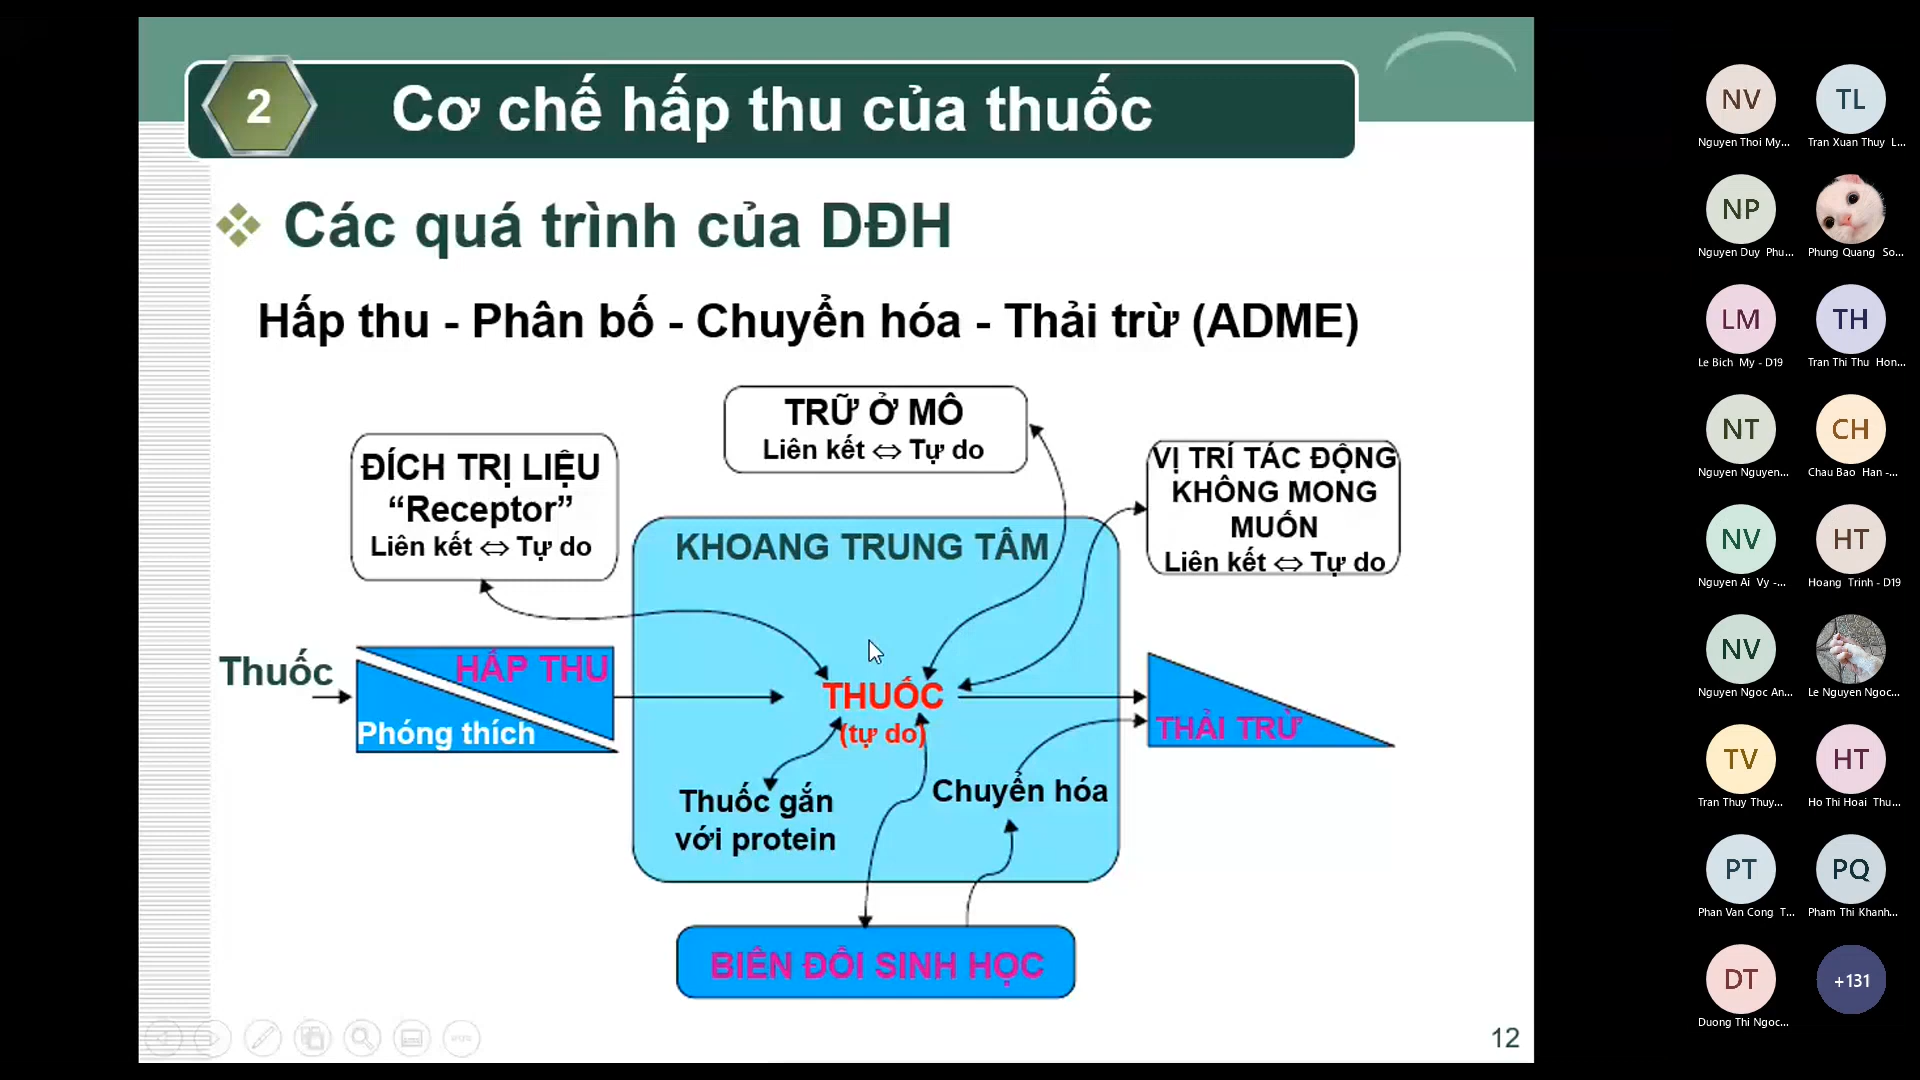 2
Cơ chế hấp thu của thuốc
Các quá trình của DĐH
Hấp thu - Phân bố - Chuyển hóa - Thải trừ (ADME)
TRỮ Ở MÔ
Liên kết ⇔ Tự do
ĐÍCH TRỊ LIỆU
“Receptor”
Liên kết ⇔ Tự do
VỊ TRÍ TÁC ĐỘNG
KHÔNG MONG
MUỐN
Liên kết ⇔ Tự do
KHOANG TRUNG TÂM
Thuốc
HẤP THU
Phóng thích
THUỐC
(tự do)
THẢI TRỪ
Thuốc gắn
với protein
Chuyển hóa
BIẾN ĐỔI SINH HỌC
12
NV
Nguyen Thoi My...
TL
Tran Xuan Thuy L...
NP
Nguyen Duy Phu...
Phung Quang So...
LM
Le Bich My - D19
TH
Tran Thi Thu Hon...
NT
Nguyen Nguyen...
CH
Chau Bao Han -...
NV
Nguyen Ai Vy -...
HT
Hoang Trinh - D19
NV
Nguyen Ngoc An...
Le Nguyen Ngoc...
TV
Tran Thuy Thuy...
HT
Ho Thi Hoai Thu...
PT
Phan Van Cong T...
PQ
Pham Thi Khanh...
DT
Duong Thi Ngoc...
+131